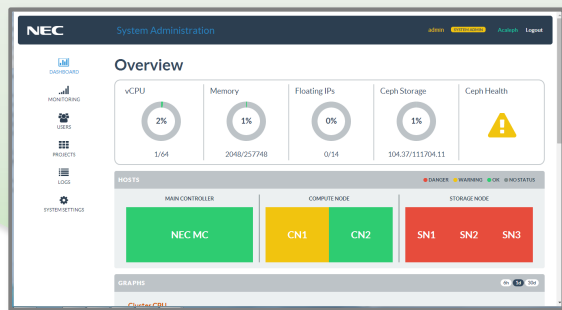 NEC
System Administration
admin SYSTEM ADMIN Acaleph Logout
DASHBOARD
MONITORING
USERS
PROJECTS
LOGS
SYSTEM SETTINGS
Overview
vCPU Memory Floating IPs Ceph Storage Ceph Health
2% 1% 0% 1%
1/64 2048/257748 0/14 104.37/111704.11
HOSTS DANGER WARNING OK NO STATUS
MAIN CONTROLLER COMPUTE NODE STORAGE NODE
NEC MC CN1 CN2 SN1 SN2 SN3
GRAPHS 6h 1d 30d
Cluster CPU